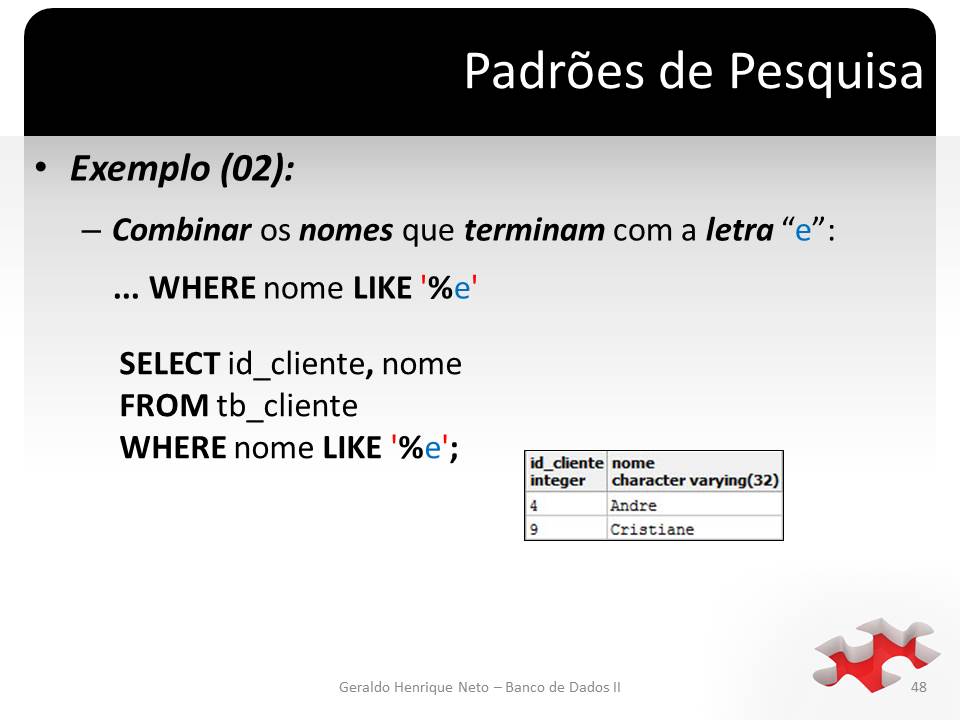 Padrões de Pesquisa
• Exemplo (02):
– Combinar os nomes que terminam com a letra “e”:
... WHERE nome LIKE '%e'
SELECT id_cliente, nome
FROM tb_cliente
WHERE nome LIKE '%e';
id_cliente nome
integer character varying(32)
4 Andre
9 Cristiane
Geraldo Henrique Neto – Banco de Dados II 48